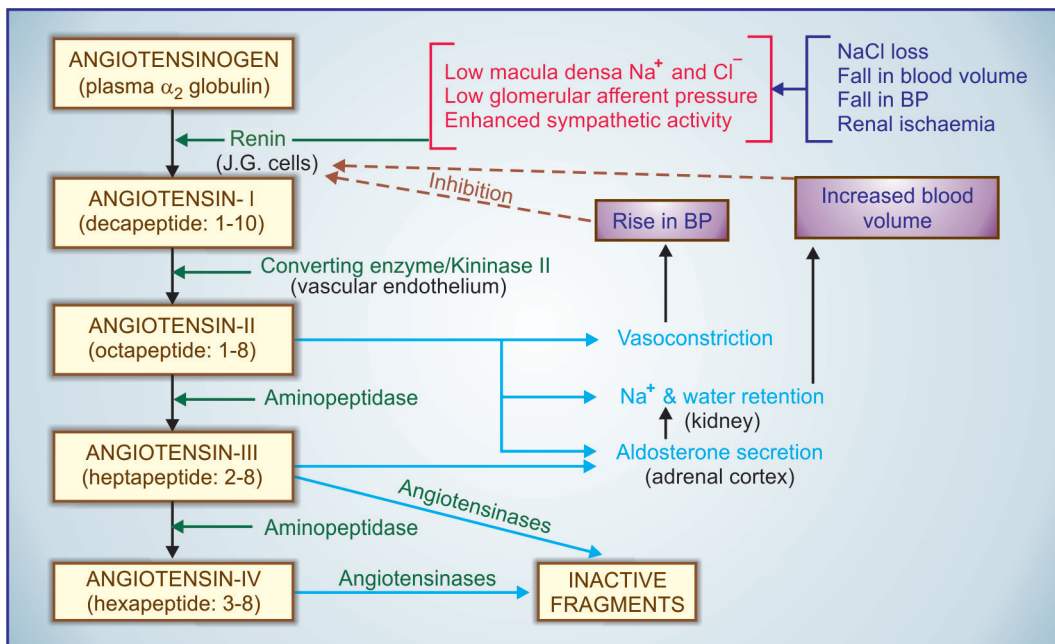 ANGIOTENSINOGEN
(plasma α₂ globulin)
Low macula densa Na⁺ and Cl⁻
Low glomerular afferent pressure
Enhanced sympathetic activity
NaCl loss
Fall in blood volume
Fall in BP
Renal ischaemia
Renin
(J.G. cells)
Inhibition
ANGIOTENSIN- I
(decapeptide: 1-10)
Rise in BP
Increased blood
volume
Converting enzyme/Kininase II
(vascular endothelium)
ANGIOTENSIN-II
(octapeptide: 1-8)
Vasoconstriction
Aminopeptidase
Na⁺ & water retention
(kidney)
ANGIOTENSIN-III
(heptapeptide: 2-8)
Aldosterone secretion
(adrenal cortex)
Angiotensinases
Aminopeptidase
ANGIOTENSIN-IV
(hexapeptide: 3-8)
Angiotensinases
INACTIVE
FRAGMENTS